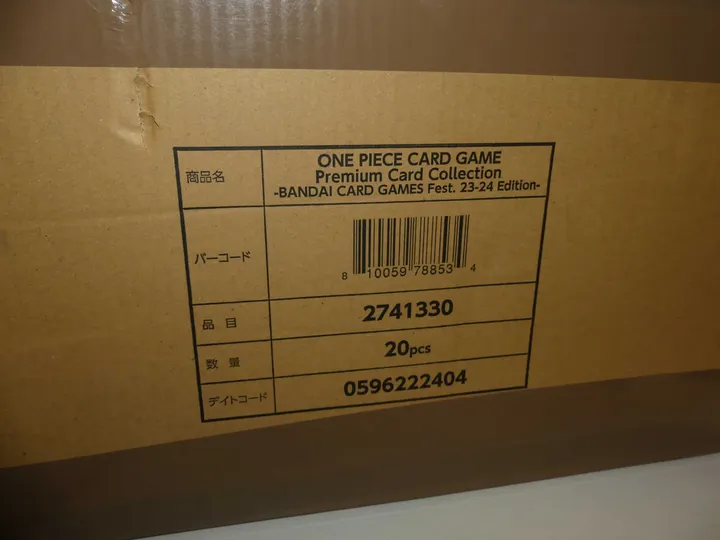 商品名
ONE PIECE CARD GAME
Premium Card Collection
-BANDAI CARD GAMES Fest. 23-24 Edition-
バーコード
8 10059 78853 4
品目
2741330
数量
20pcs
デイトコード
0596222404